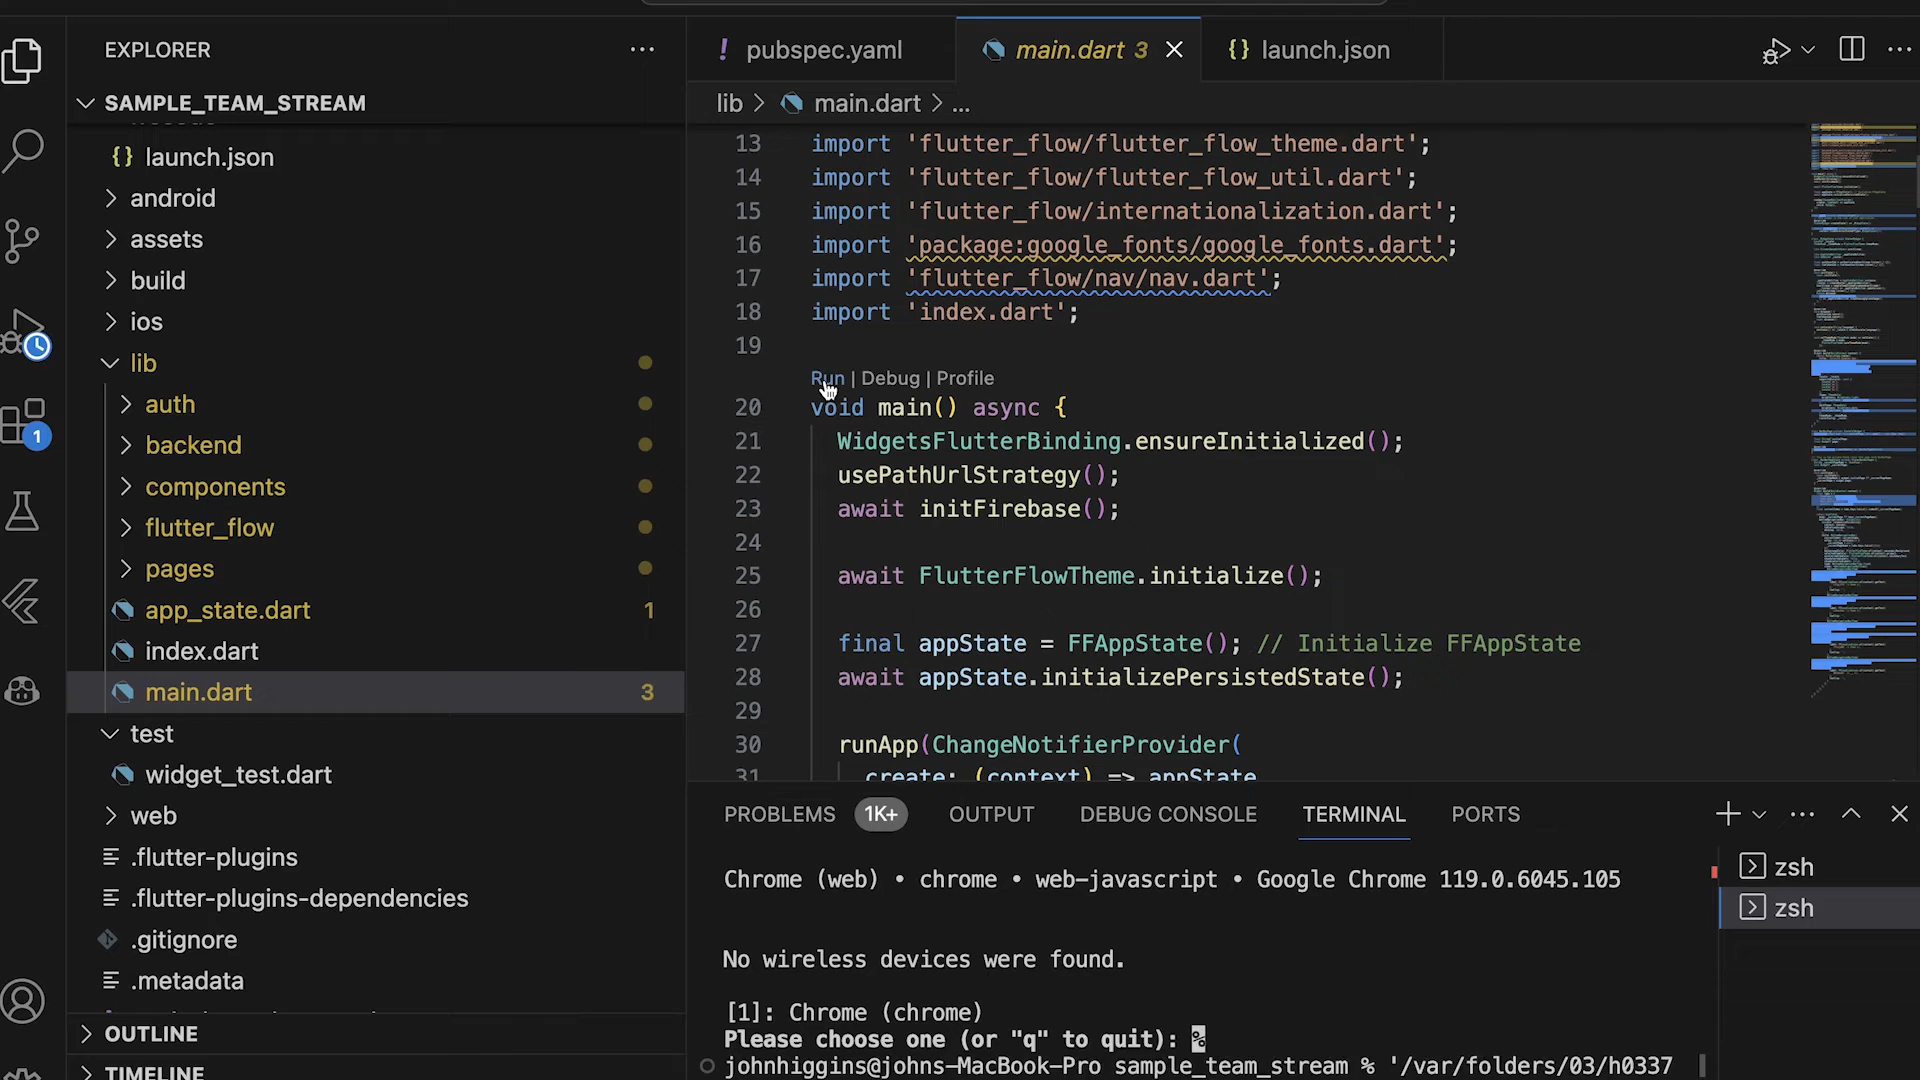 EXPLORER
SAMPLE_TEAM_STREAM
{} launch.json
android
assets
build
ios
lib
auth
backend
components
flutter_flow
pages
app_state.dart 1
index.dart
main.dart 3
test
widget_test.dart
web
.flutter-plugins
.flutter-plugins-dependencies
.gitignore
.metadata
OUTLINE
TIMELINE
1
! pubspec.yaml
main.dart 3
{} launch.json
lib > main.dart > ...
13 import 'flutter_flow/flutter_flow_theme.dart';
14 import 'flutter_flow/flutter_flow_util.dart';
15 import 'flutter_flow/internationalization.dart';
16 import 'package:google_fonts/google_fonts.dart';
17 import 'flutter_flow/nav/nav.dart';
18 import 'index.dart';
19
Run | Debug | Profile
20 void main() async {
21 WidgetsFlutterBinding.ensureInitialized();
22 usePathUrlStrategy();
23 await initFirebase();
24
25 await FlutterFlowTheme.initialize();
26
27 final appState = FFAppState(); // Initialize FFAppState
28 await appState.initializePersistedState();
29
30 runApp(ChangeNotifierProvider(
31 create: (context) => appState
PROBLEMS 1K+ OUTPUT DEBUG CONSOLE TERMINAL PORTS
Chrome (web) • chrome • web-javascript • Google Chrome 119.0.6045.105
No wireless devices were found.
[1]: Chrome (chrome)
Please choose one (or "q" to quit): %
johnhiggins@johns-MacBook-Pro sample_team_stream % '/var/folders/03/h0337
zsh
zsh